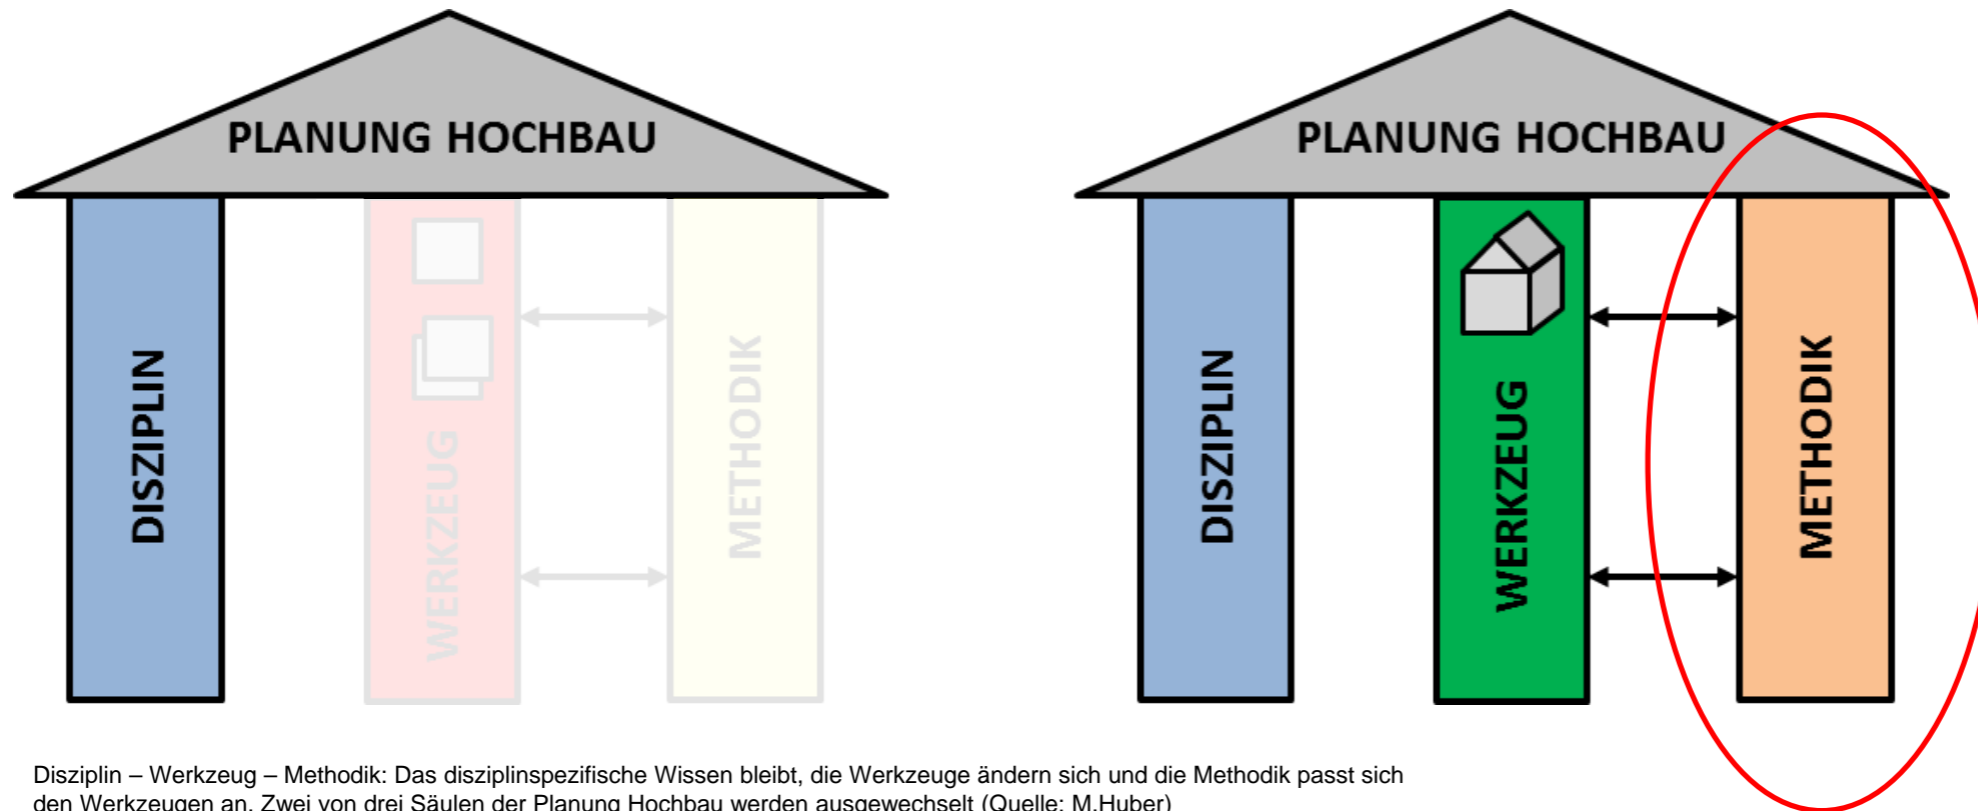 PLANUNG HOCHBAU
DISZIPLIN
WERKZEUG
METHODIK
PLANUNG HOCHBAU
DISZIPLIN
WERKZEUG
METHODIK
Disziplin – Werkzeug – Methodik: Das disziplinspezifische Wissen bleibt, die Werkzeuge ändern sich und die Methodik passt sich
den Werkzeugen an. Zwei von drei Säulen der Planung Hochbau werden ausgewechselt (Quelle: M.Huber)